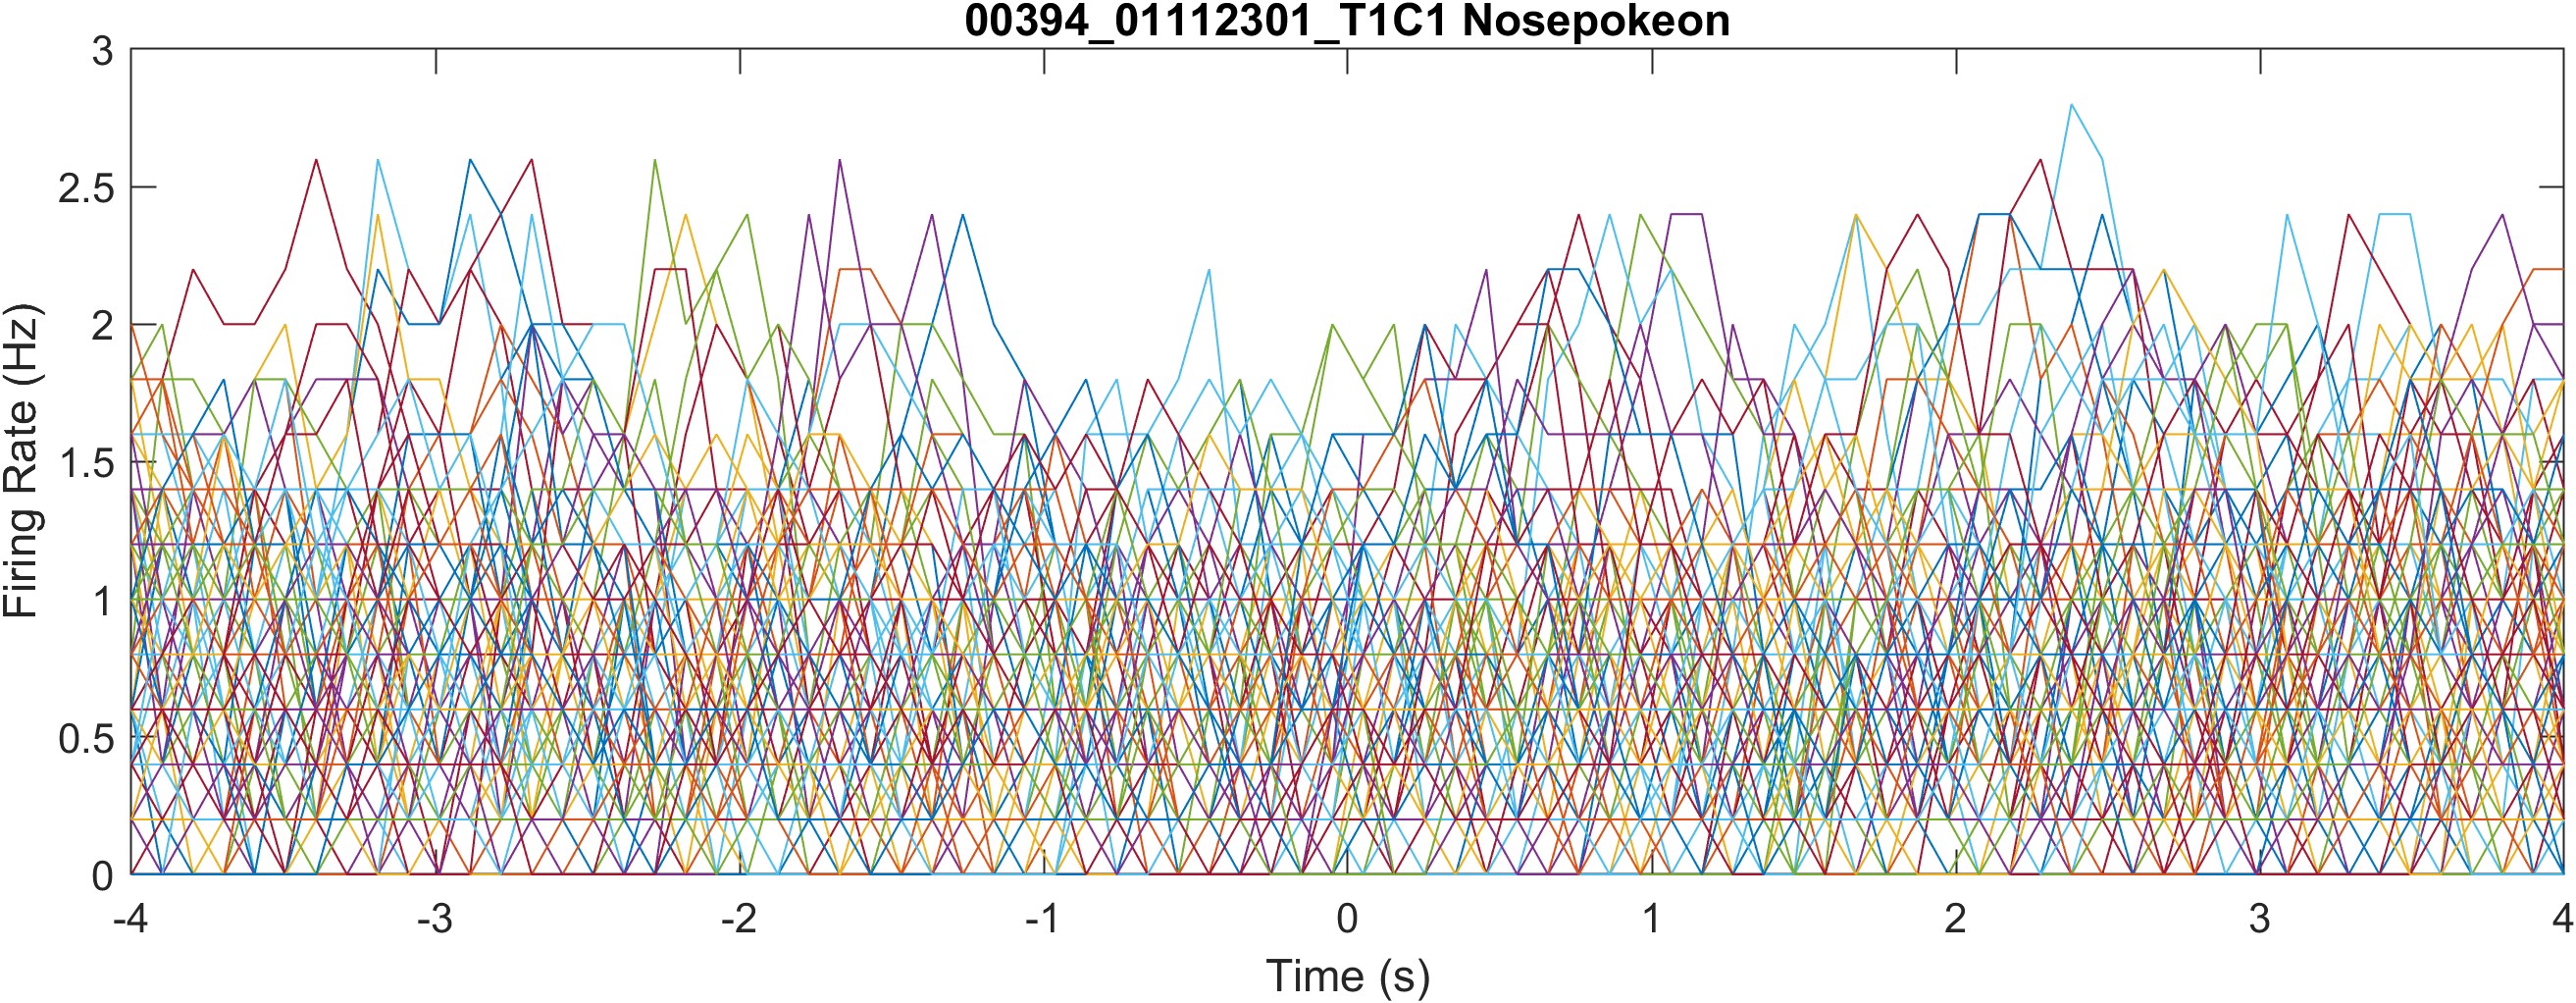 00394_01112301_T1C1 Nosepokeon
3
2.5
2
1.5
1
0.5
0
Firing Rate (Hz)
-4 -3 -2 -1 0 1 2 3 4
Time (s)